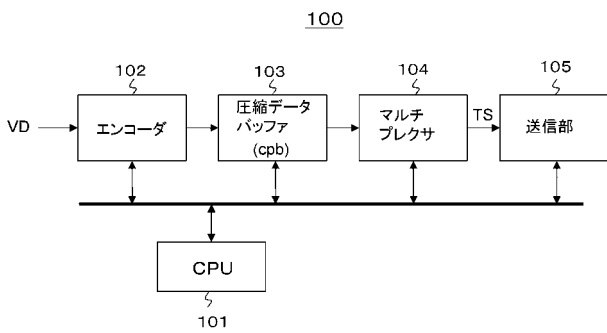 100
102
103
104
105
VD
エンコーダ
圧縮データ
バッファ
(cpb)
マルチ
プレクサ
TS
送信部
CPU
101